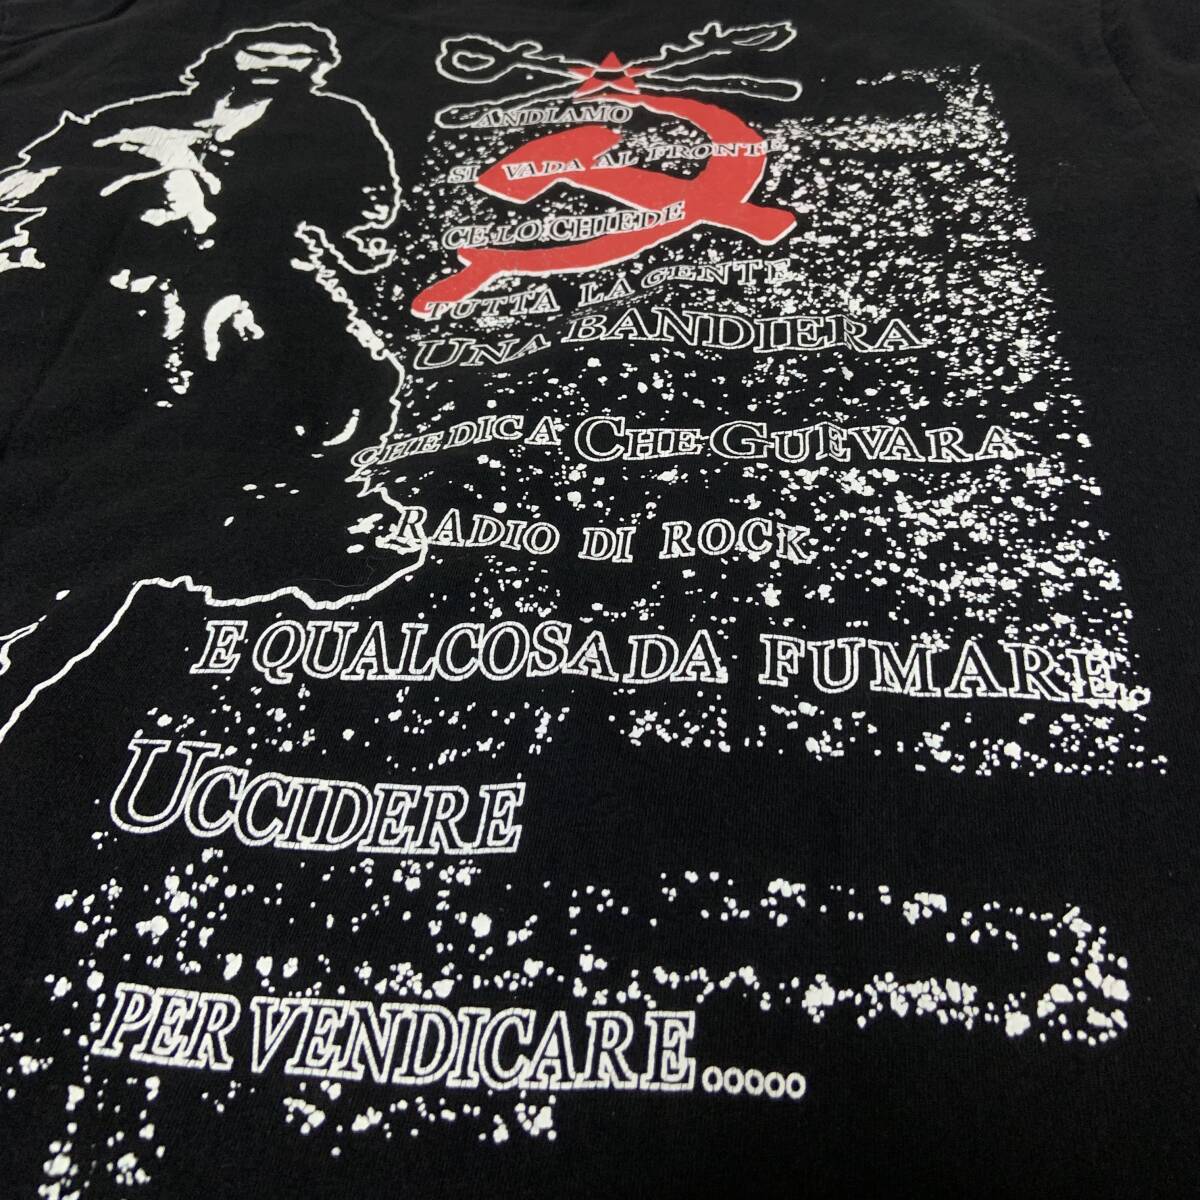 ANDIAMO
SI VADA AL FRONTE
CE LO CHIEDE
TUTTA LA GENTE
UNA BANDIERA
CHE DICA CHE GUEVARA
RADIO DI ROCK
E QUALCOSA DA FUMARE
UCCIDERE
PER VENDICARE.ooooo